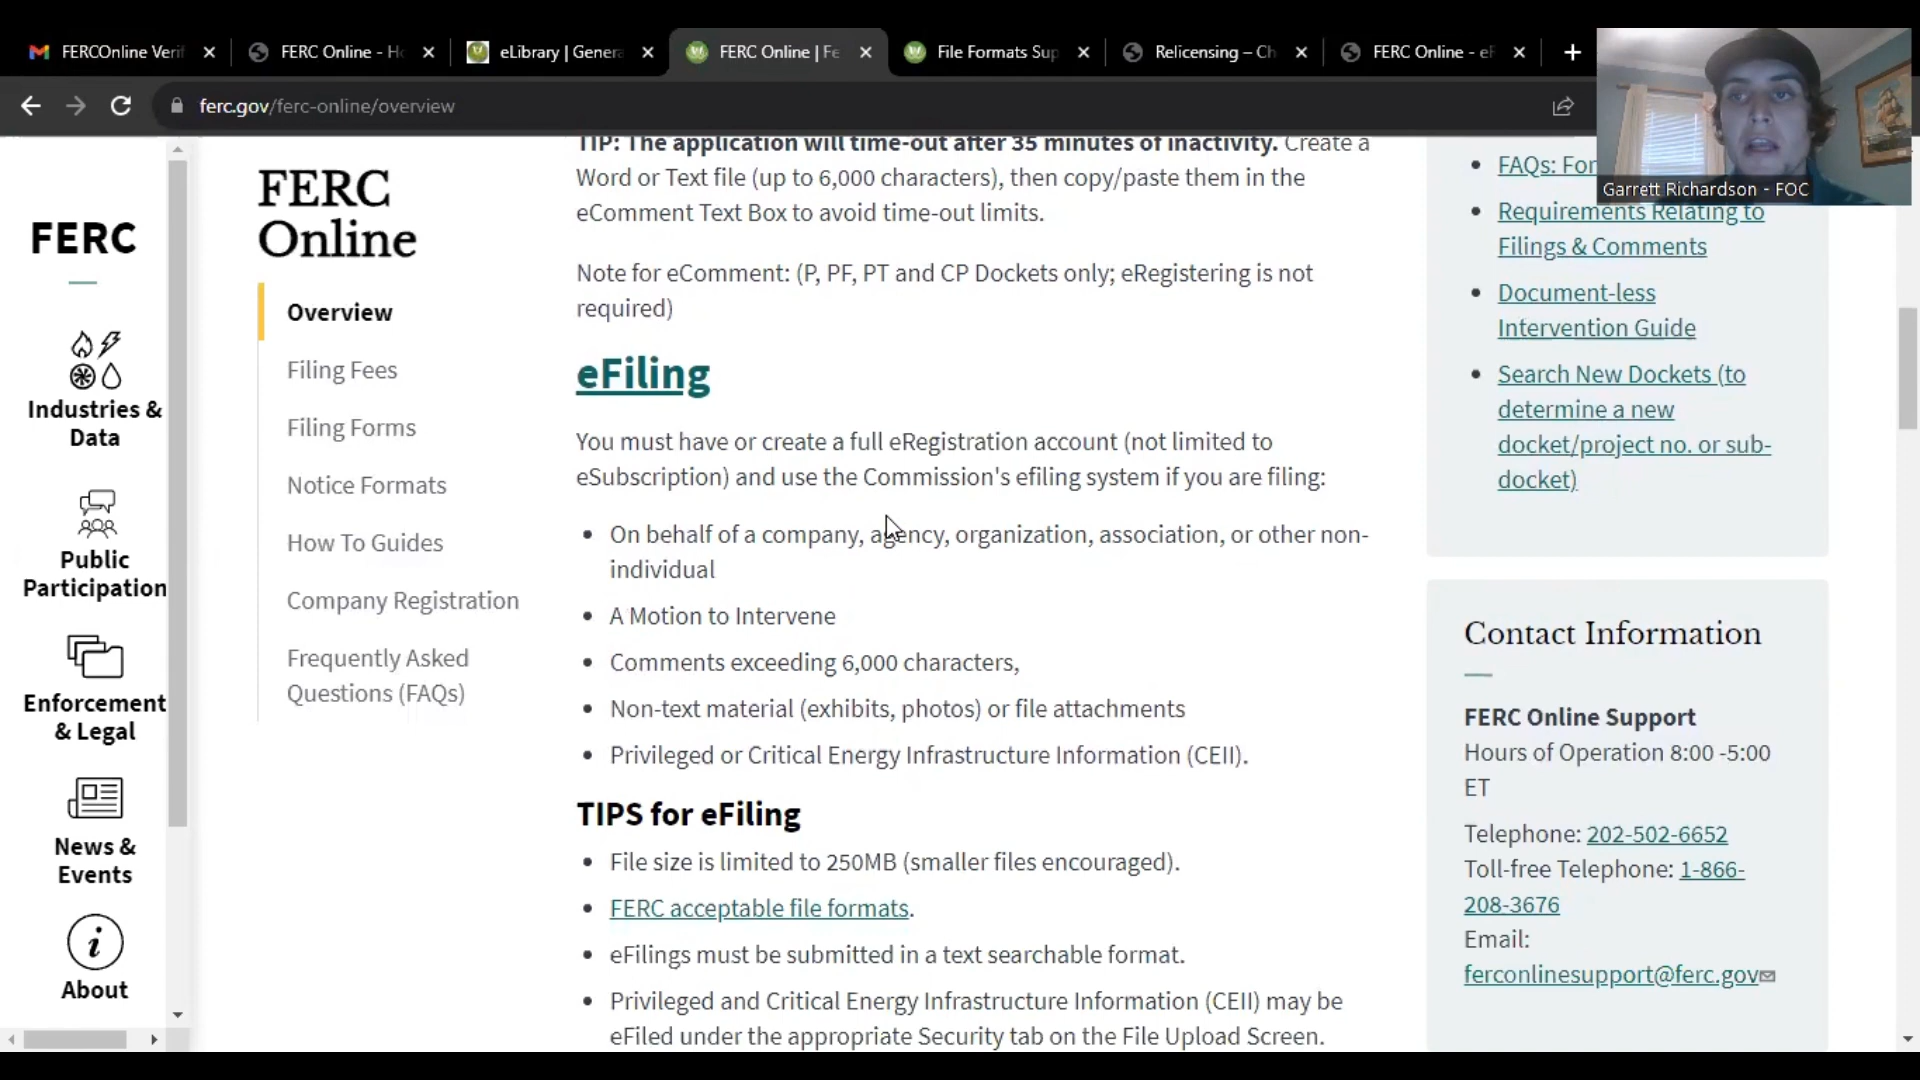 FERCOnline Verif
FERC Online - Ho
eLibrary | Genera
FERC Online | Fe
File Formats Sup
Relicensing – Ch
FERC Online - eF
ferc.gov/ferc-online/overview
Garrett Richardson - FOC
FERC
Industries &
Data
Public
Participation
Enforcement
& Legal
News &
Events
About
FERC
Online
Overview
Filing Fees
Filing Forms
Notice Formats
How To Guides
Company Registration
Frequently Asked
Questions (FAQs)
TIP: The application will time-out after 35 minutes of inactivity. Create a
Word or Text file (up to 6,000 characters), then copy/paste them in the
eComment Text Box to avoid time-out limits.
Note for eComment: (P, PF, PT and CP Dockets only; eRegistering is not
required)
eFiling
You must have or create a full eRegistration account (not limited to
eSubscription) and use the Commission's efiling system if you are filing:
• On behalf of a company, agency, organization, association, or other non-
individual
• A Motion to Intervene
• Comments exceeding 6,000 characters,
• Non-text material (exhibits, photos) or file attachments
• Privileged or Critical Energy Infrastructure Information (CEII).
TIPS for eFiling
• File size is limited to 250MB (smaller files encouraged).
• FERC acceptable file formats.
• eFilings must be submitted in a text searchable format.
• Privileged and Critical Energy Infrastructure Information (CEII) may be
eFiled under the appropriate Security tab on the File Upload Screen.
• FAQs: For
• Requirements Relating to
Filings & Comments
• Document-less
Intervention Guide
• Search New Dockets (to
determine a new
docket/project no. or sub-
docket)
Contact Information
FERC Online Support
Hours of Operation 8:00 -5:00
ET
Telephone: 202-502-6652
Toll-free Telephone: 1-866-
208-3676
Email:
ferconlinesupport@ferc.gov